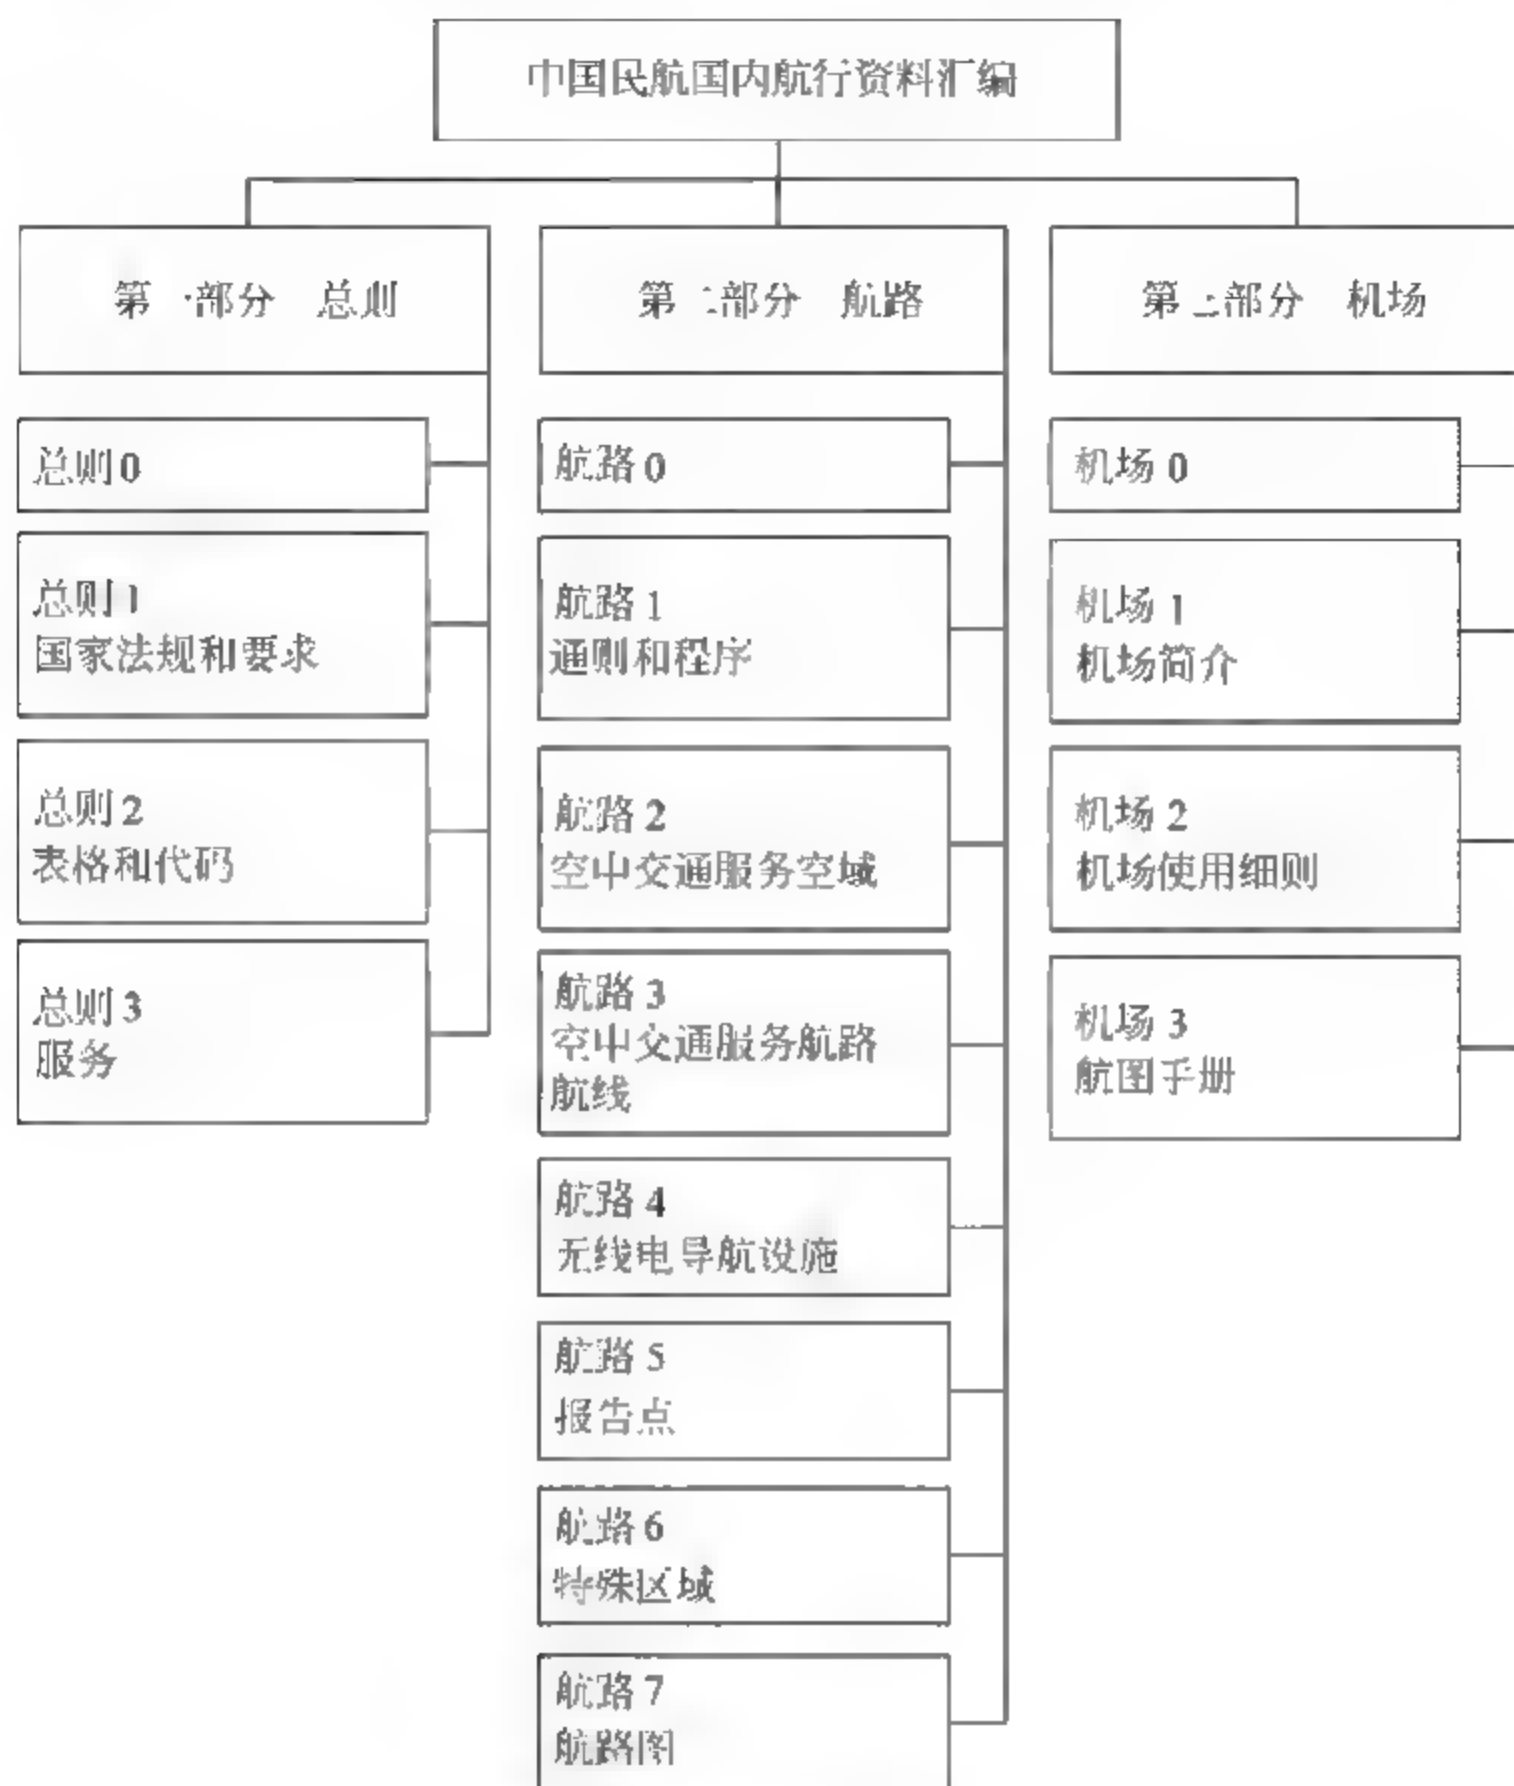 中国民航国内航行资料汇编
第一部分 总则
第二部分 航路
第三部分 机场
总则0
总则1
国家法规和要求
总则2
表格和代码
总则3
服务
航路0
航路1
通则和程序
航路2
空中交通服务空域
航路3
空中交通服务航路
航线
航路4
无线电导航设施
航路5
报告点
航路6
特殊区域
航路7
航路图
机场0
机场1
机场简介
机场2
机场使用细则
机场3
航图手册